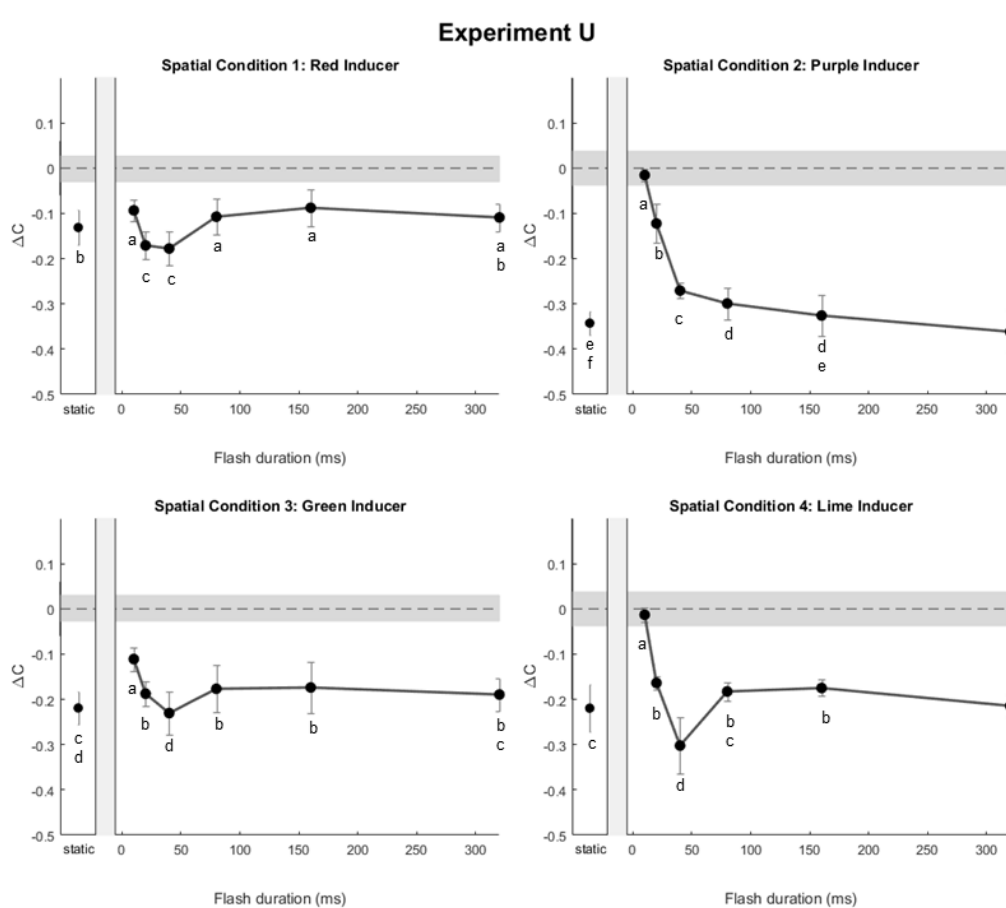 Experiment U
Spatial Condition 1: Red Inducer
0.1
0
-0.1
-0.2
-0.3
-0.4
-0.5
ΔC
b
a
c
c
a
a
a
b
static
0
50
100
150
200
250
300
Flash duration (ms)
Spatial Condition 2: Purple Inducer
0.1
0
-0.1
-0.2
-0.3
-0.4
-0.5
ΔC
e
f
a
b
c
d
d
e
static
0
50
100
150
200
250
300
Flash duration (ms)
Spatial Condition 3: Green Inducer
0.1
0
-0.1
-0.2
-0.3
-0.4
-0.5
ΔC
c
d
a
b
d
b
b
b
c
static
0
50
100
150
200
250
300
Flash duration (ms)
Spatial Condition 4: Lime Inducer
0.1
0
-0.1
-0.2
-0.3
-0.4
-0.5
ΔC
c
a
b
d
b
c
b
static
0
50
100
150
200
250
300
Flash duration (ms)